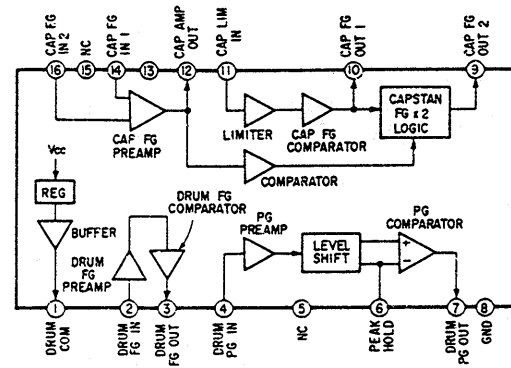 CAP FG IN 2
NC
CAP FG IN 1
CAP AMP OUT
CAP LIM IN
CAP FG OUT 1
CAP FG OUT 2
16
15
14
13
12
11
10
9
CAP FG PREAMP
LIMITER
CAP FG COMPARATOR
CAPSTAN
FG x 2
LOGIC
COMPARATOR
Vcc
REG
BUFFER
DRUM FG
COMPARATOR
DRUM
FG
PREAMP
PG
PREAMP
LEVEL
SHIFT
PG
COMPARATOR
+
−
1
2
3
4
5
6
7
8
DRUM COM
DRUM FG IN
DRUM FG OUT
DRUM PG IN
NC
PEAK HOLD
DRUM PG OUT
GND